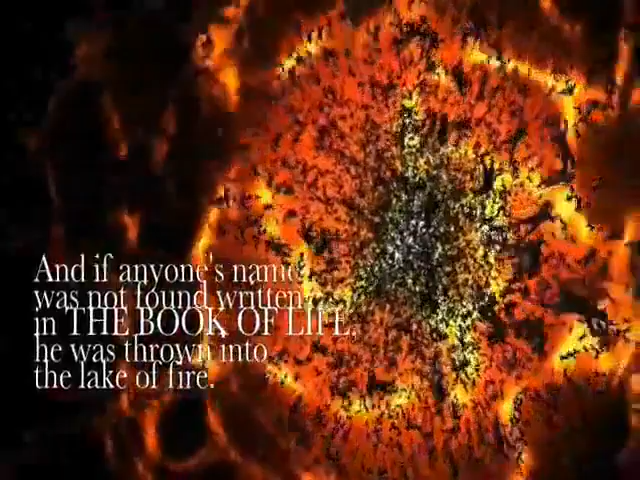 And if anyone's name
was not found written
in THE BOOK OF LIFE,
he was thrown into
the lake of fire.